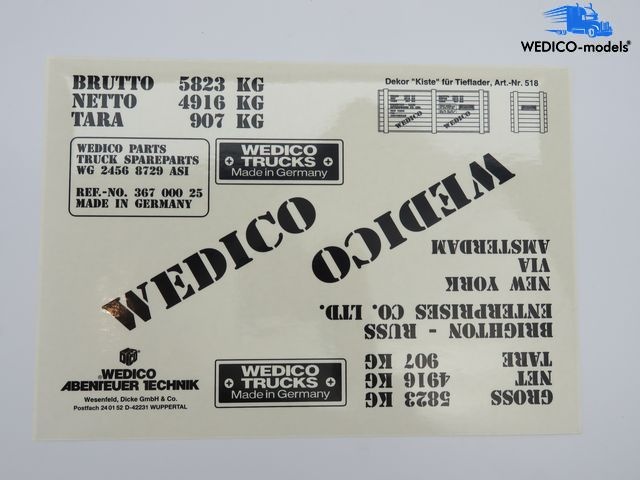 WEDICO-models®
BRUTTO 5823 KG
NETTO 4916 KG
TARA 907 KG
Dekor "Kiste" für Tieflader, Art.-Nr. 518
WEDICO
WEDICO
WEDICO PARTS
TRUCK SPAREPARTS
WG 2456 8729 ASI
REF.-NO. 367 000 25
MADE IN GERMANY
WEDICO
TRUCKS
Made in Germany
WEDICO
WEDICO
GROSS 5823 KG
NET 4916 KG
TARE 907 KG
BRIGHTON - RUSS
ENTERPRISES CO. LTD.
NEW YORK
VIA
AMSTERDAM
WEDICO
ABENTEUER TECHNIK
Wesenfeld, Dicke GmbH & Co.
Postfach 24 01 52 D-42231 WUPPERTAL
WEDICO
TRUCKS
Made in Germany